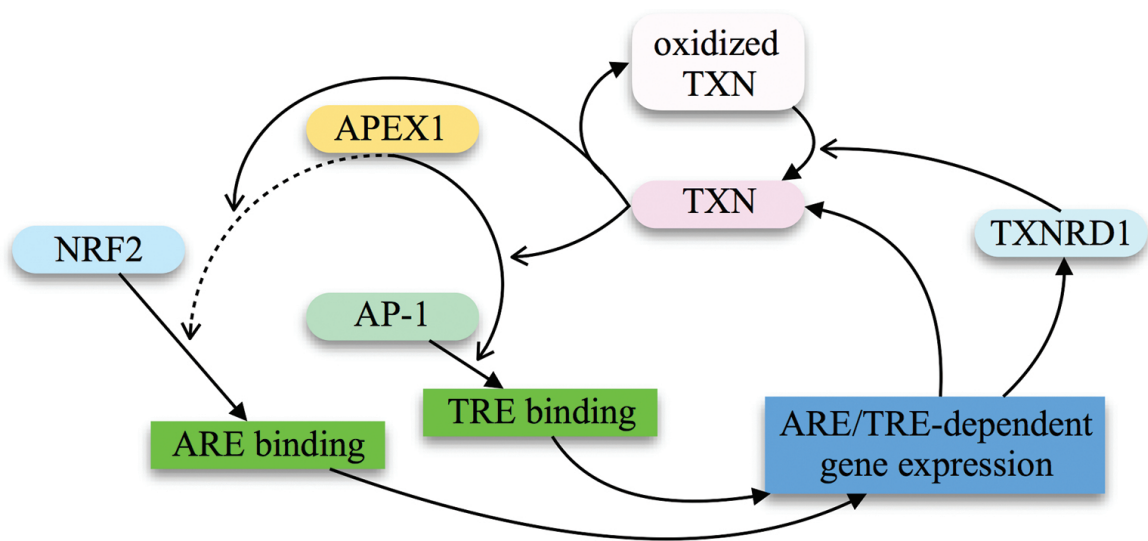 oxidized
TXN
APEX1
TXN
NRF2
TXNRD1
AP-1
TRE binding
ARE binding
ARE/TRE-dependent
gene expression